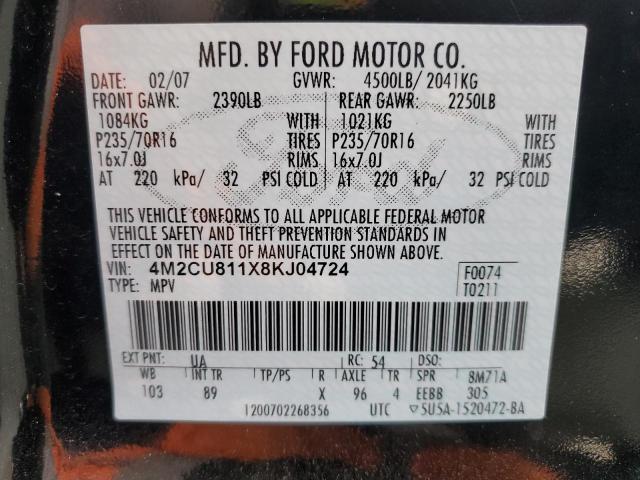 MFD. BY FORD MOTOR CO.
DATE: 02/07 GVWR: 4500LB/ 2041KG
FRONT GAWR: 2390LB REAR GAWR: 2250LB
1084KG WITH 1021KG WITH
P235/70R16 TIRES P235/70R16 TIRES
16x7.0J RIMS 16x7.0J RIMS
AT 220 kPa/ 32 PSI COLD AT 220 kPa/ 32 PSI COLD
THIS VEHICLE CONFORMS TO ALL APPLICABLE FEDERAL MOTOR
VEHICLE SAFETY AND THEFT PREVENTION STANDARDS IN
EFFECT ON THE DATE OF MANUFACTURE SHOWN ABOVE.
VIN: 4M2CU811X8KJ04724 F0074
TYPE: MPV T0211
EXT PNT: UA RC: 54 DSO:
WB INT TR TP/PS R AXLE TR SPR 8M71A
103 89 X 96 4 EEBB 305
1200702268356 UTC ▽5U5A-1520472-BA
Ford